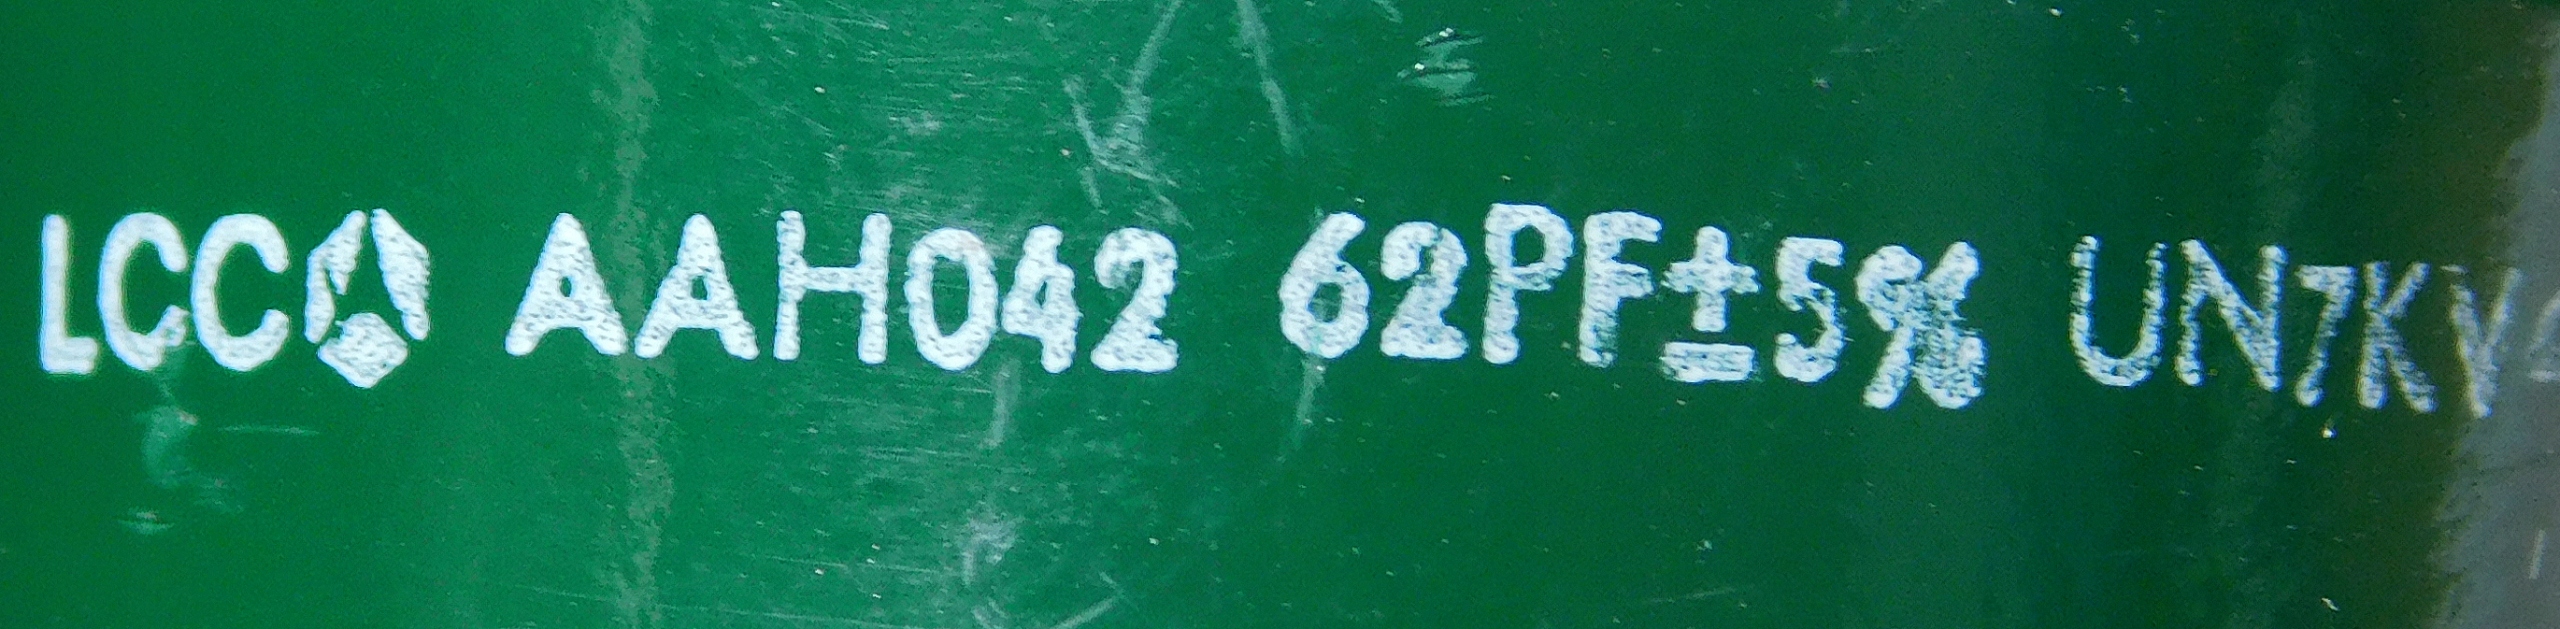 LCC AAH042 62PF±5% UN7KV